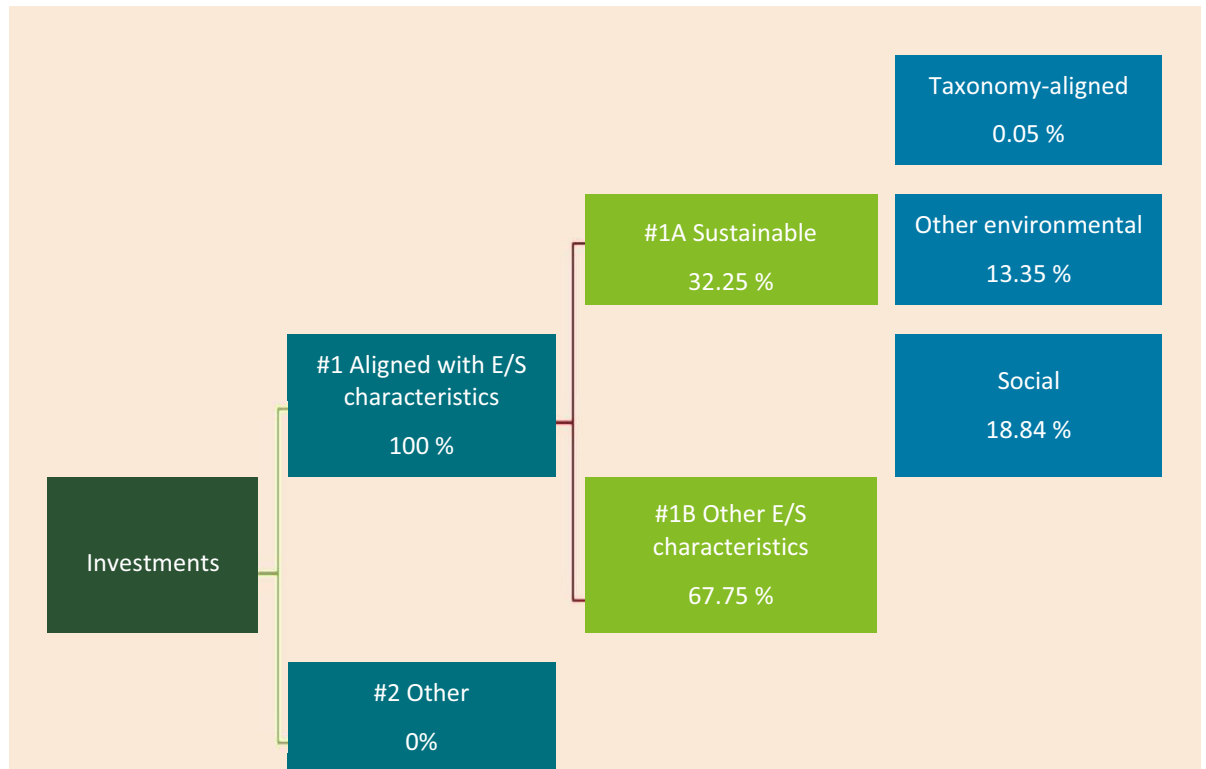 Taxonomy-aligned
0.05 %
#1A Sustainable
32.25 %
Other environmental
13.35 %
#1 Aligned with E/S
characteristics
100 %
Social
18.84 %
Investments
#1B Other E/S
characteristics
67.75 %
#2 Other
0%